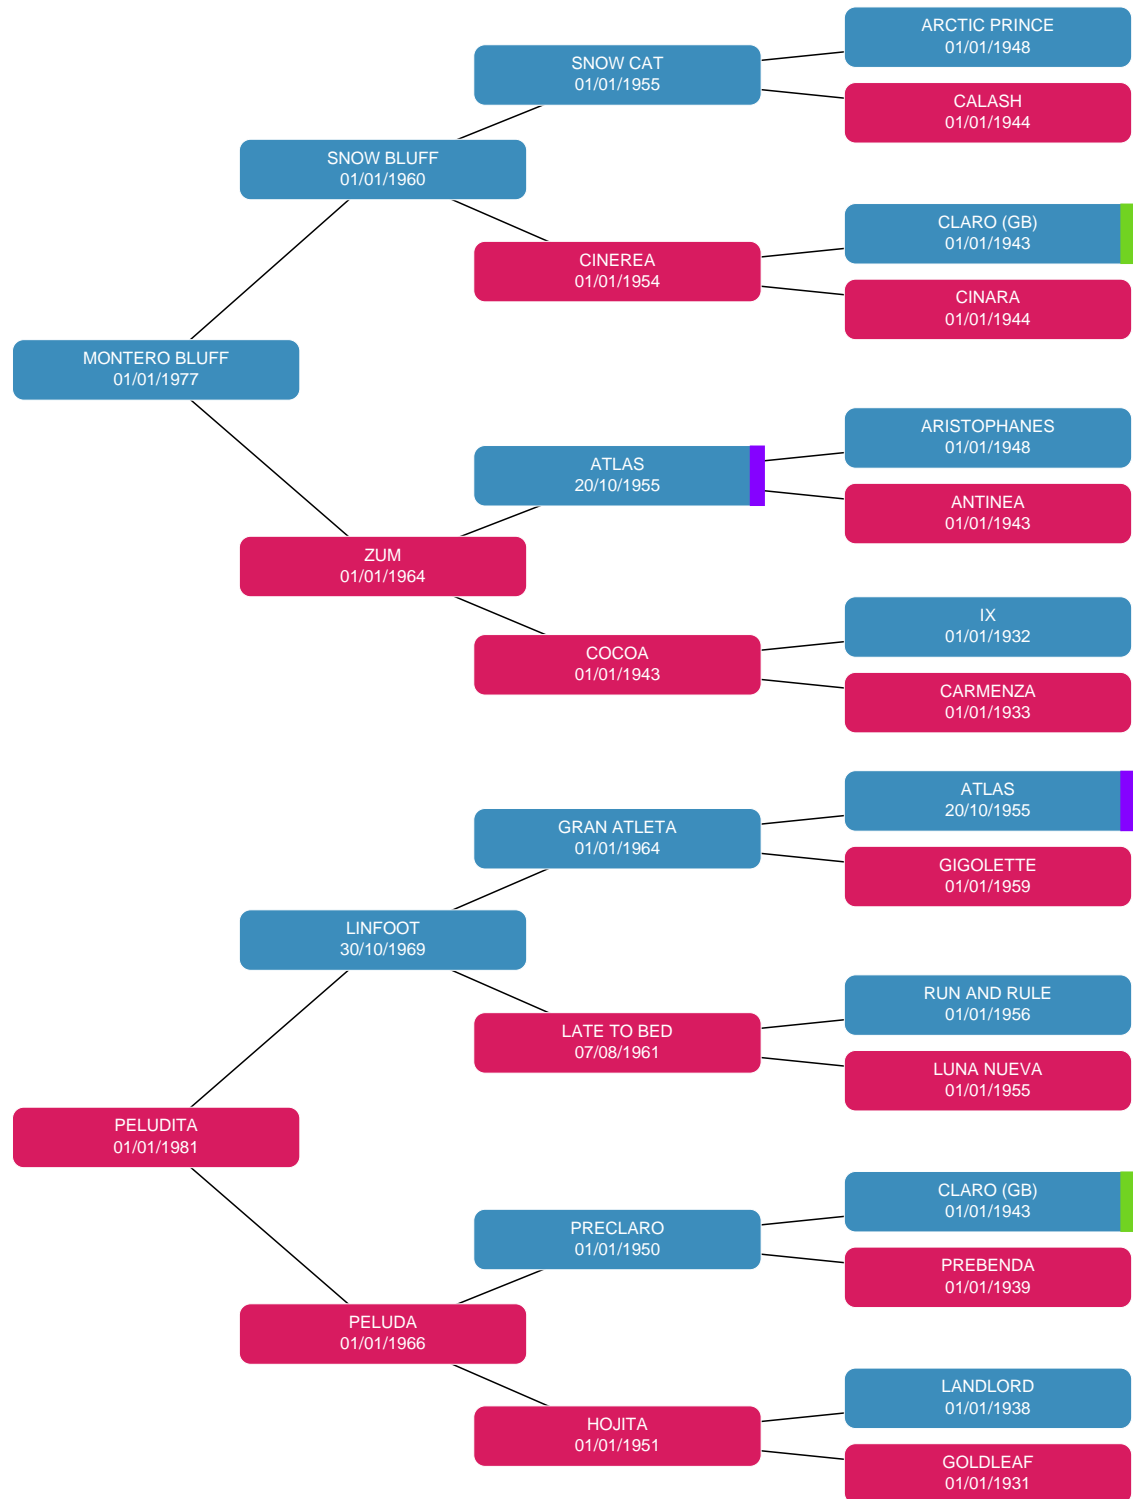 ARCTIC PRINCE
01/01/1948
SNOW CAT
01/01/1955
CALASH
01/01/1944
SNOW BLUFF
01/01/1960
CLARO (GB)
01/01/1943
CINEREA
01/01/1954
CINARA
01/01/1944
MONTERO BLUFF
01/01/1977
ARISTOPHANES
01/01/1948
ATLAS
20/10/1955
ANTINEA
01/01/1943
ZUM
01/01/1964
IX
01/01/1932
COCOA
01/01/1943
CARMENZA
01/01/1933
ATLAS
20/10/1955
GRAN ATLETA
01/01/1964
GIGOLETTE
01/01/1959
LINFOOT
30/10/1969
RUN AND RULE
01/01/1956
LATE TO BED
07/08/1961
LUNA NUEVA
01/01/1955
PELUDITA
01/01/1981
CLARO (GB)
01/01/1943
PRECLARO
01/01/1950
PREBENDA
01/01/1939
PELUDA
01/01/1966
LANDLORD
01/01/1938
HOJITA
01/01/1951
GOLDLEAF
01/01/1931